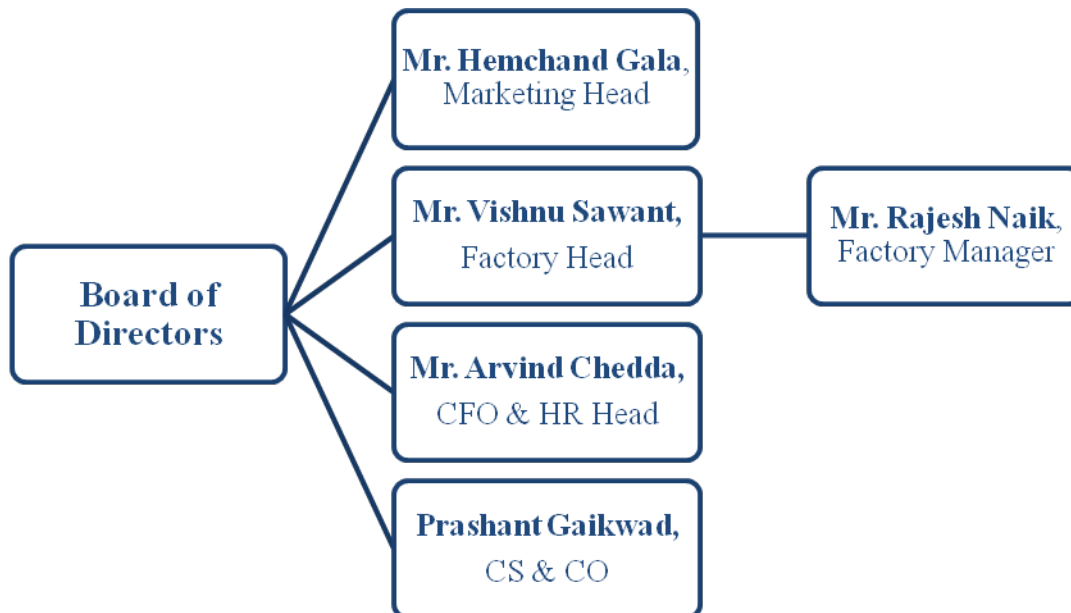 Mr. Hemchand Gala,
Marketing Head
Mr. Vishnu Sawant,
Factory Head
Mr. Rajesh Naik,
Factory Manager
Board of
Directors
Mr. Arvind Chedda,
CFO & HR Head
Prashant Gaikwad,
CS & CO